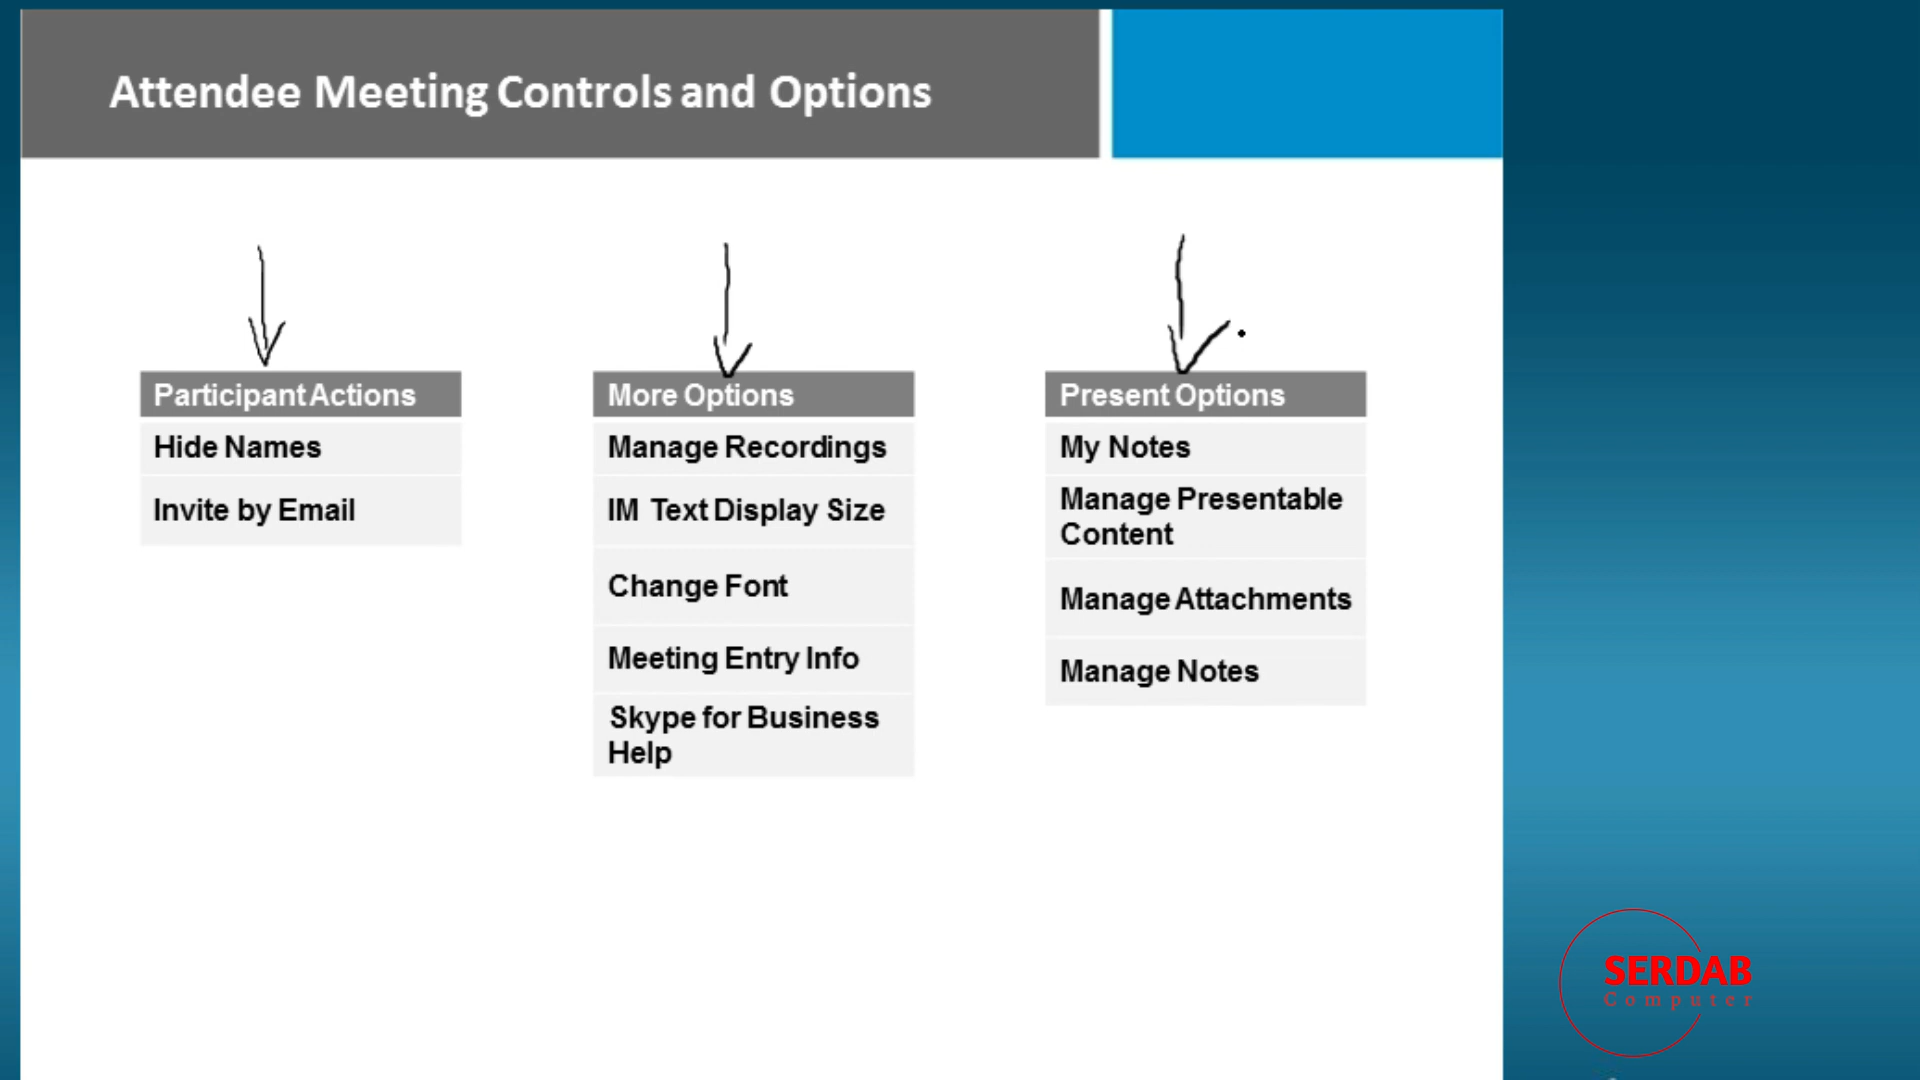 Attendee Meeting Controls and Options
Participant Actions
Hide Names
Invite by Email
More Options
Manage Recordings
IM Text Display Size
Change Font
Meeting Entry Info
Skype for Business
Help
Present Options
My Notes
Manage Presentable
Content
Manage Attachments
Manage Notes
SERDAB
Computer